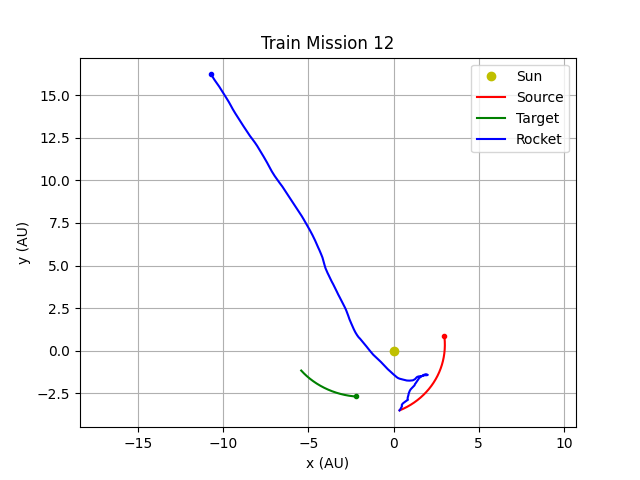 Train Mission 12
Sun
Source
Target
Rocket
15.0
12.5
10.0
7.5
5.0
2.5
0.0
−2.5
y (AU)
−15 −10 −5 0 5 10
x (AU)